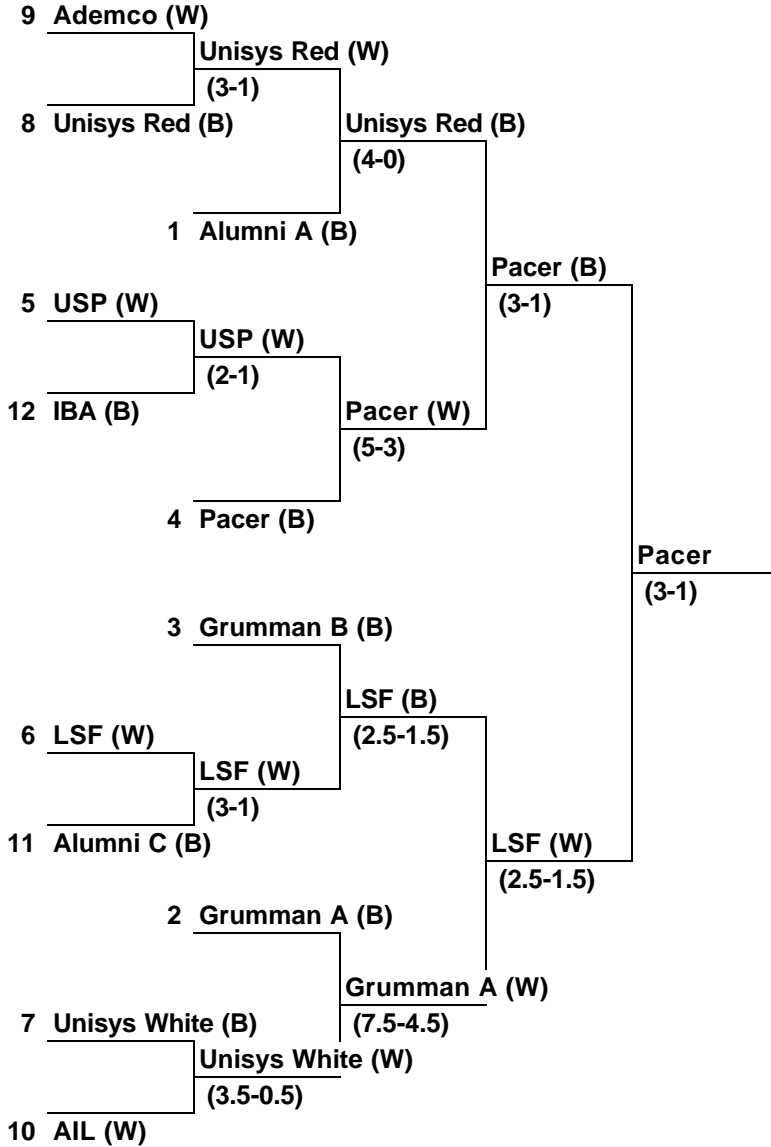 9 Ademco (W)
Unisys Red (W)
(3-1)
8 Unisys Red (B)
Unisys Red (B)
(4-0)
1 Alumni A (B)
Pacer (B)
(3-1)
5 USP (W)
USP (W)
(2-1)
12 IBA (B)
Pacer (W)
(5-3)
4 Pacer (B)
Pacer
(3-1)
3 Grumman B (B)
LSF (B)
(2.5-1.5)
6 LSF (W)
LSF (W)
(3-1)
11 Alumni C (B)
LSF (W)
(2.5-1.5)
2 Grumman A (B)
Grumman A (W)
(7.5-4.5)
7 Unisys White (B)
Unisys White (W)
(3.5-0.5)
10 AIL (W)